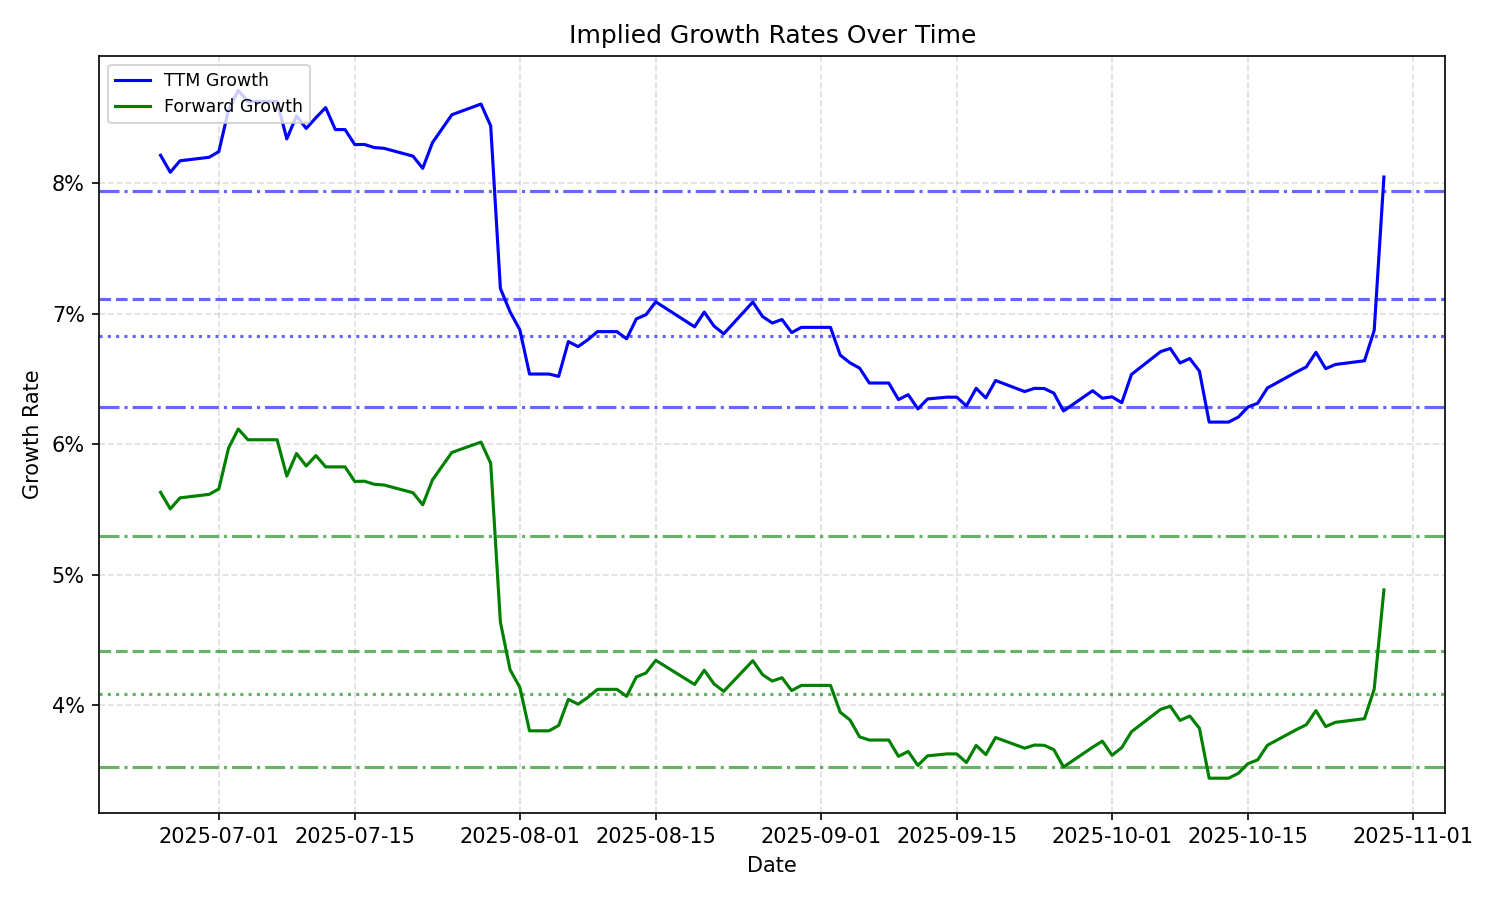 Implied Growth Rates Over Time
TTM Growth
Forward Growth
8%
7%
6%
5%
4%
Growth Rate
2025-07-01 2025-07-15 2025-08-01 2025-08-15 2025-09-01 2025-09-15 2025-10-01 2025-10-15 2025-11-01
Date